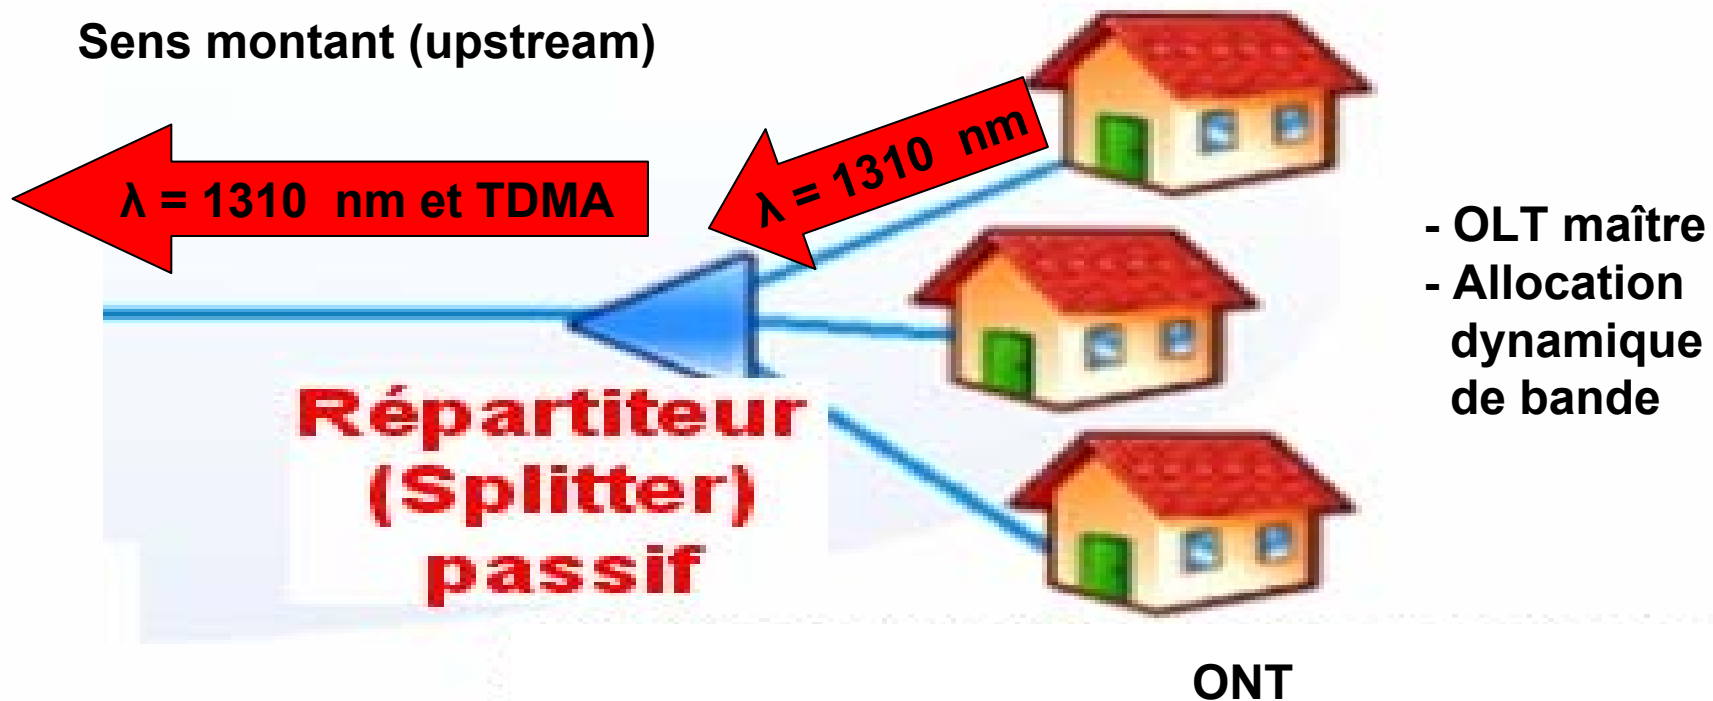 Sens montant (upstream)
λ = 1310 nm et TDMA
λ = 1310 nm
- OLT maître
- Allocation
dynamique
de bande
Répartiteur
(Splitter)
passif
ONT